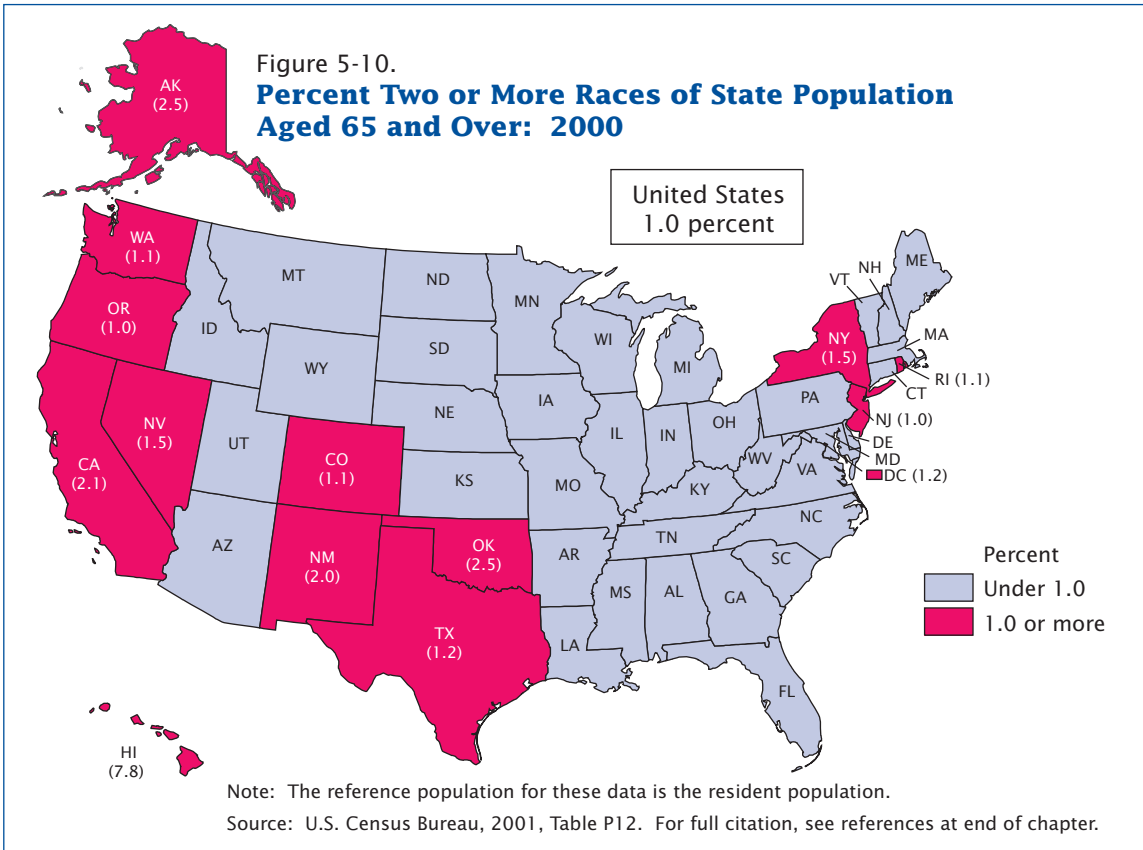 Figure 5-10.
Percent Two or More Races of State Population
Aged 65 and Over: 2000
United States
1.0 percent
AK
(2.5)
WA
(1.1)
OR
(1.0)
CA
(2.1)
NV
(1.5)
ID
MT
WY
UT
AZ
CO
(1.1)
NM
(2.0)
ND
SD
NE
KS
OK
(2.5)
TX
(1.2)
MN
IA
MO
AR
LA
WI
IL
MI
IN
OH
KY
TN
MS
AL
GA
FL
SC
NC
VA
WV
PA
NY
(1.5)
VT
NH
ME
MA
RI (1.1)
CT
NJ (1.0)
DE
MD
DC (1.2)
HI
(7.8)
Percent
Under 1.0
1.0 or more
Note: The reference population for these data is the resident population.
Source: U.S. Census Bureau, 2001, Table P12. For full citation, see references at end of chapter.